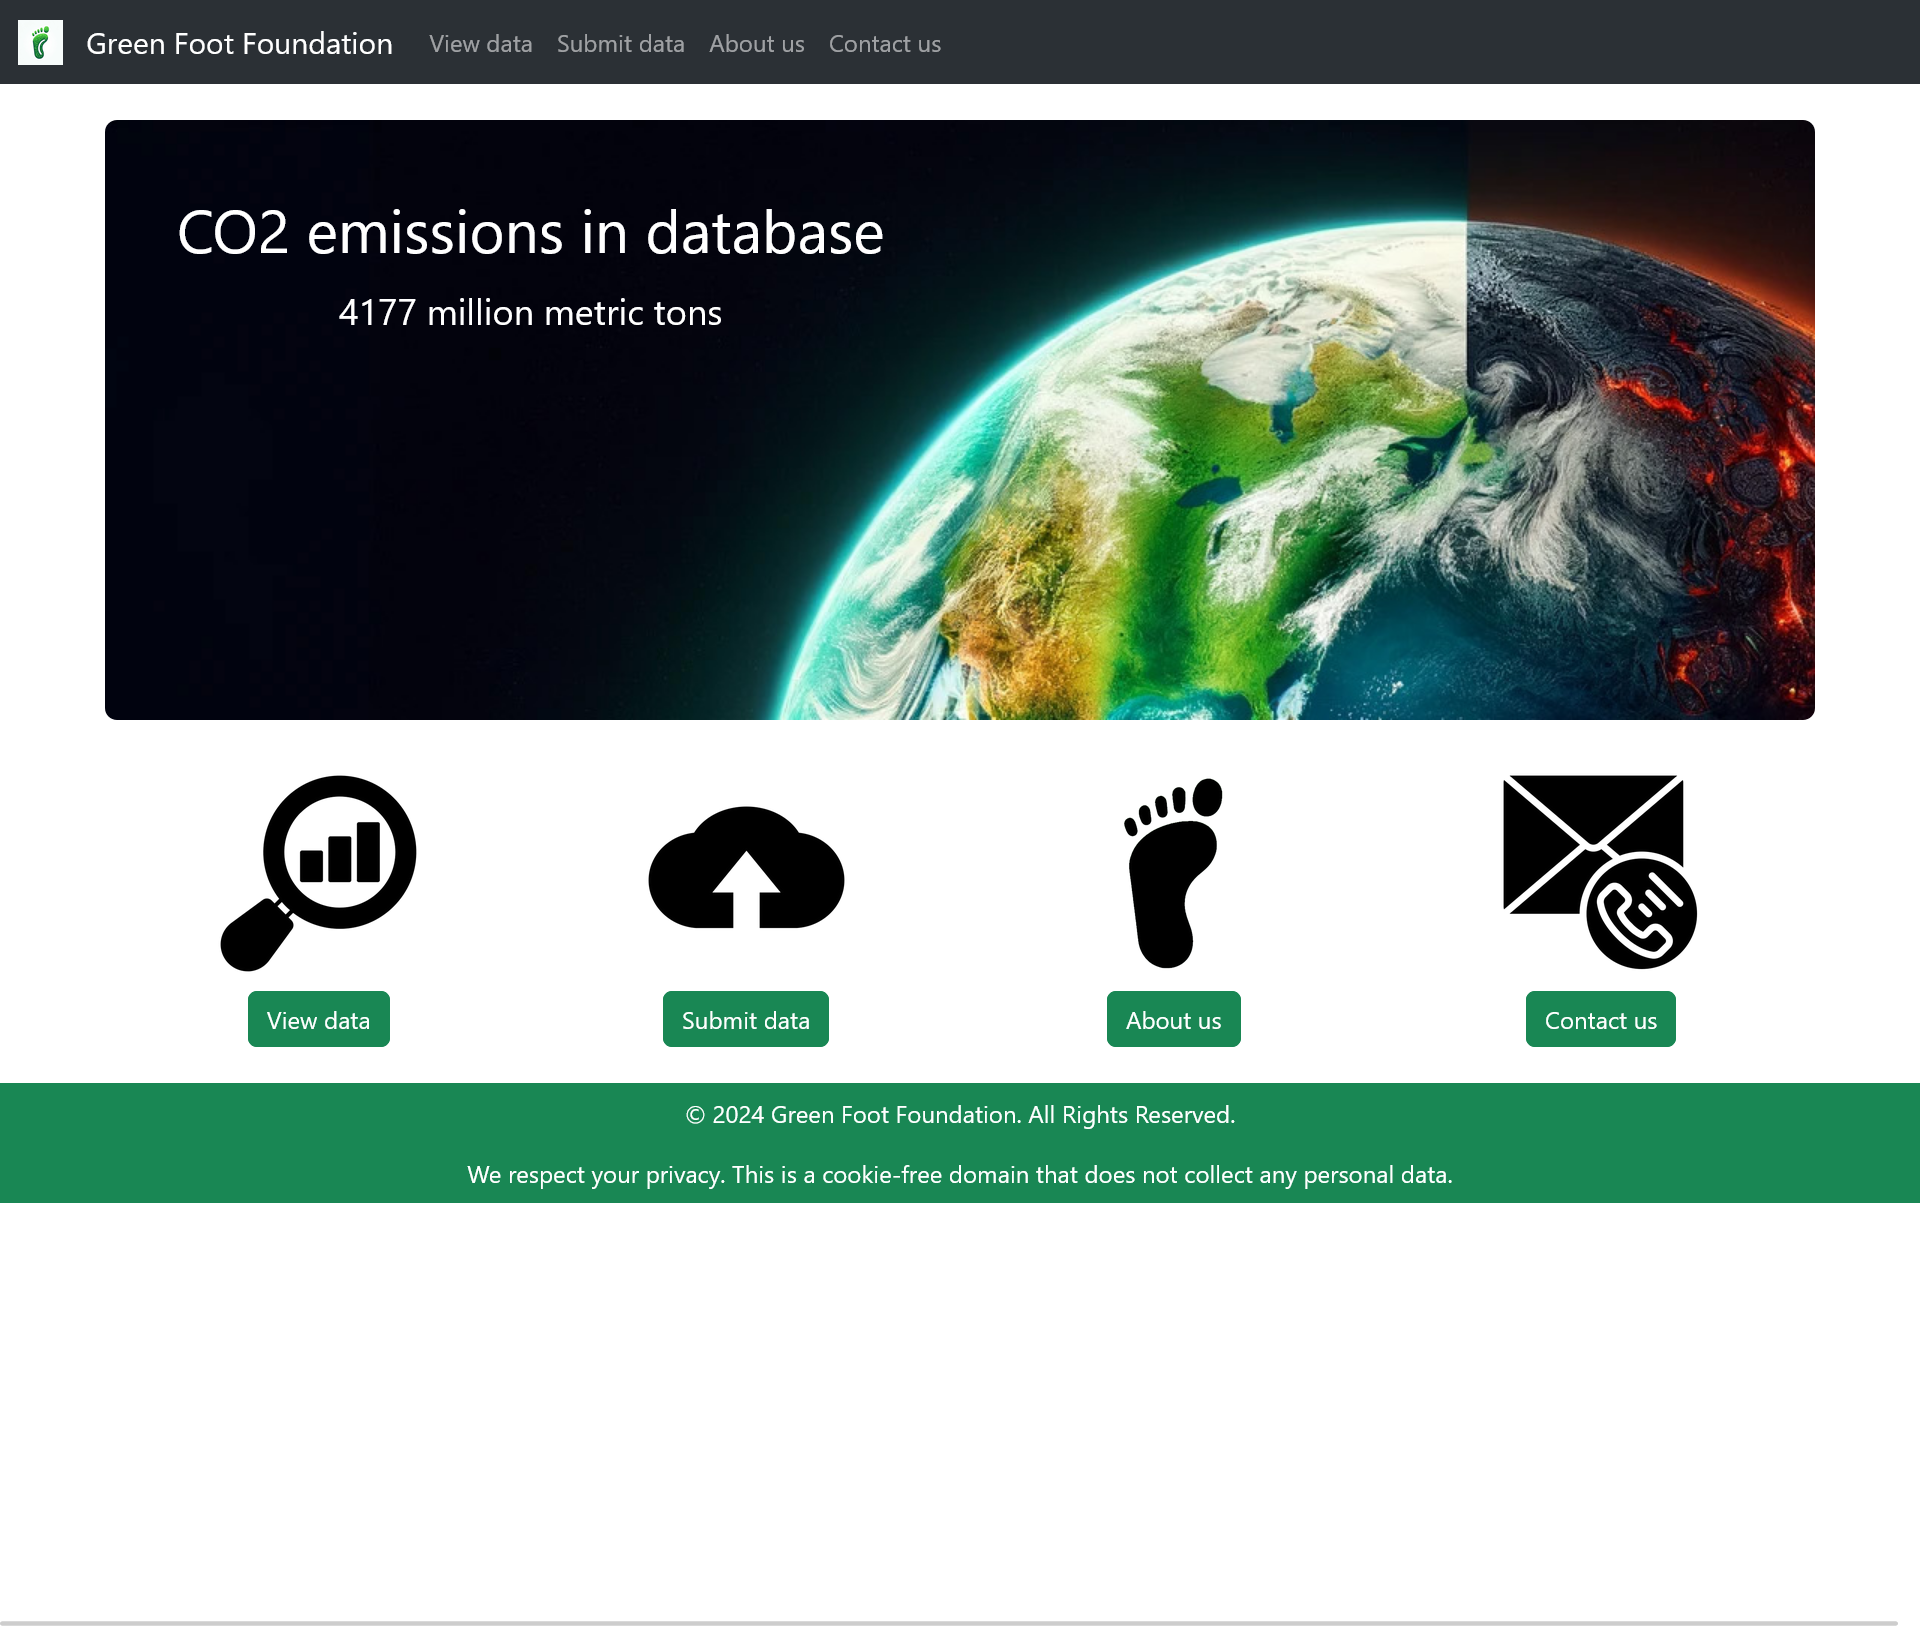 Green Foot Foundation View data Submit data About us Contact us
CO2 emissions in database
4177 million metric tons
View data Submit data About us Contact us
© 2024 Green Foot Foundation. All Rights Reserved.
We respect your privacy. This is a cookie-free domain that does not collect any personal data.